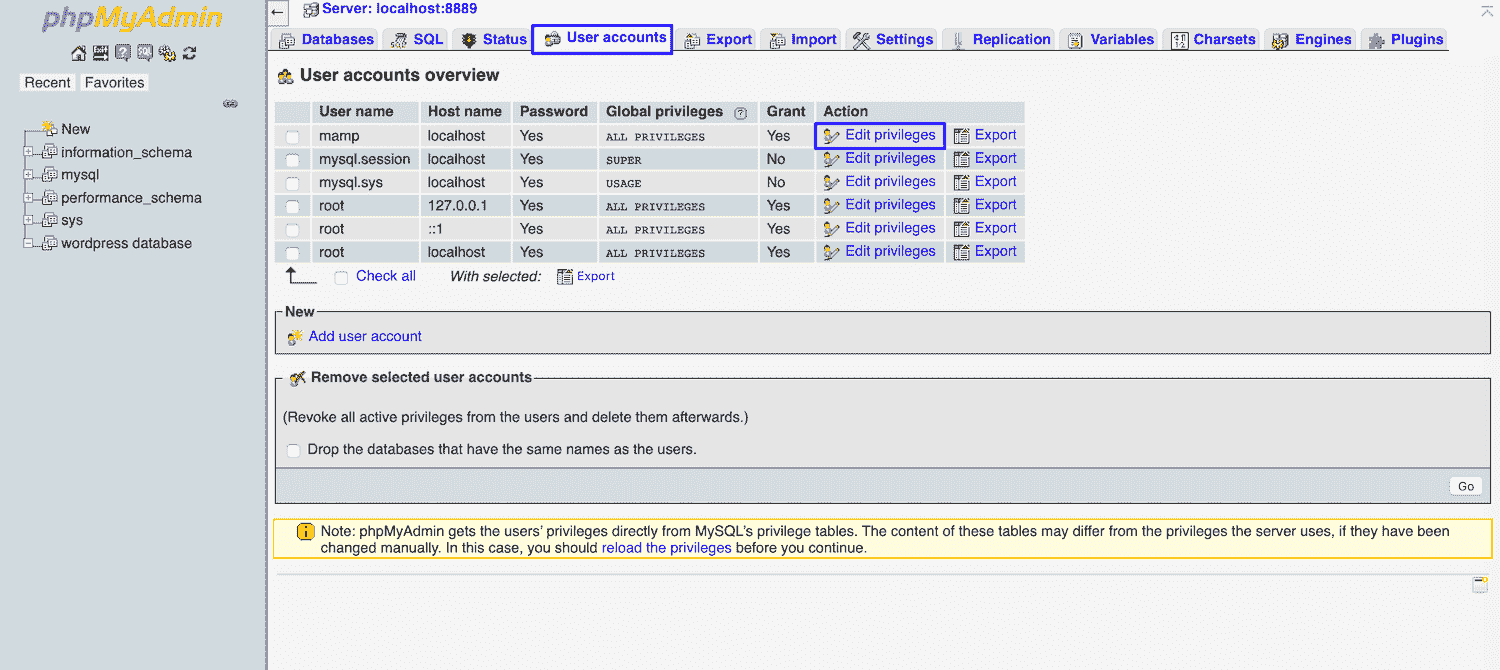 phpMyAdmin
Recent Favorites
New
information_schema
mysql
performance_schema
sys
wordpress database
Server: localhost:8889
Databases SQL Status User accounts Export Import Settings Replication Variables Charsets Engines Plugins
User accounts overview
User name Host name Password Global privileges Grant Action
mamp localhost Yes ALL PRIVILEGES Yes Edit privileges Export
mysql.session localhost Yes SUPER No Edit privileges Export
mysql.sys localhost Yes USAGE No Edit privileges Export
root 127.0.0.1 Yes ALL PRIVILEGES Yes Edit privileges Export
root ::1 Yes ALL PRIVILEGES Yes Edit privileges Export
root localhost Yes ALL PRIVILEGES Yes Edit privileges Export
Check all With selected: Export
New
Add user account
Remove selected user accounts
(Revoke all active privileges from the users and delete them afterwards.)
Drop the databases that have the same names as the users.
Go
Note: phpMyAdmin gets the users' privileges directly from MySQL's privilege tables. The content of these tables may differ from the privileges the server uses, if they have been
changed manually. In this case, you should reload the privileges before you continue.